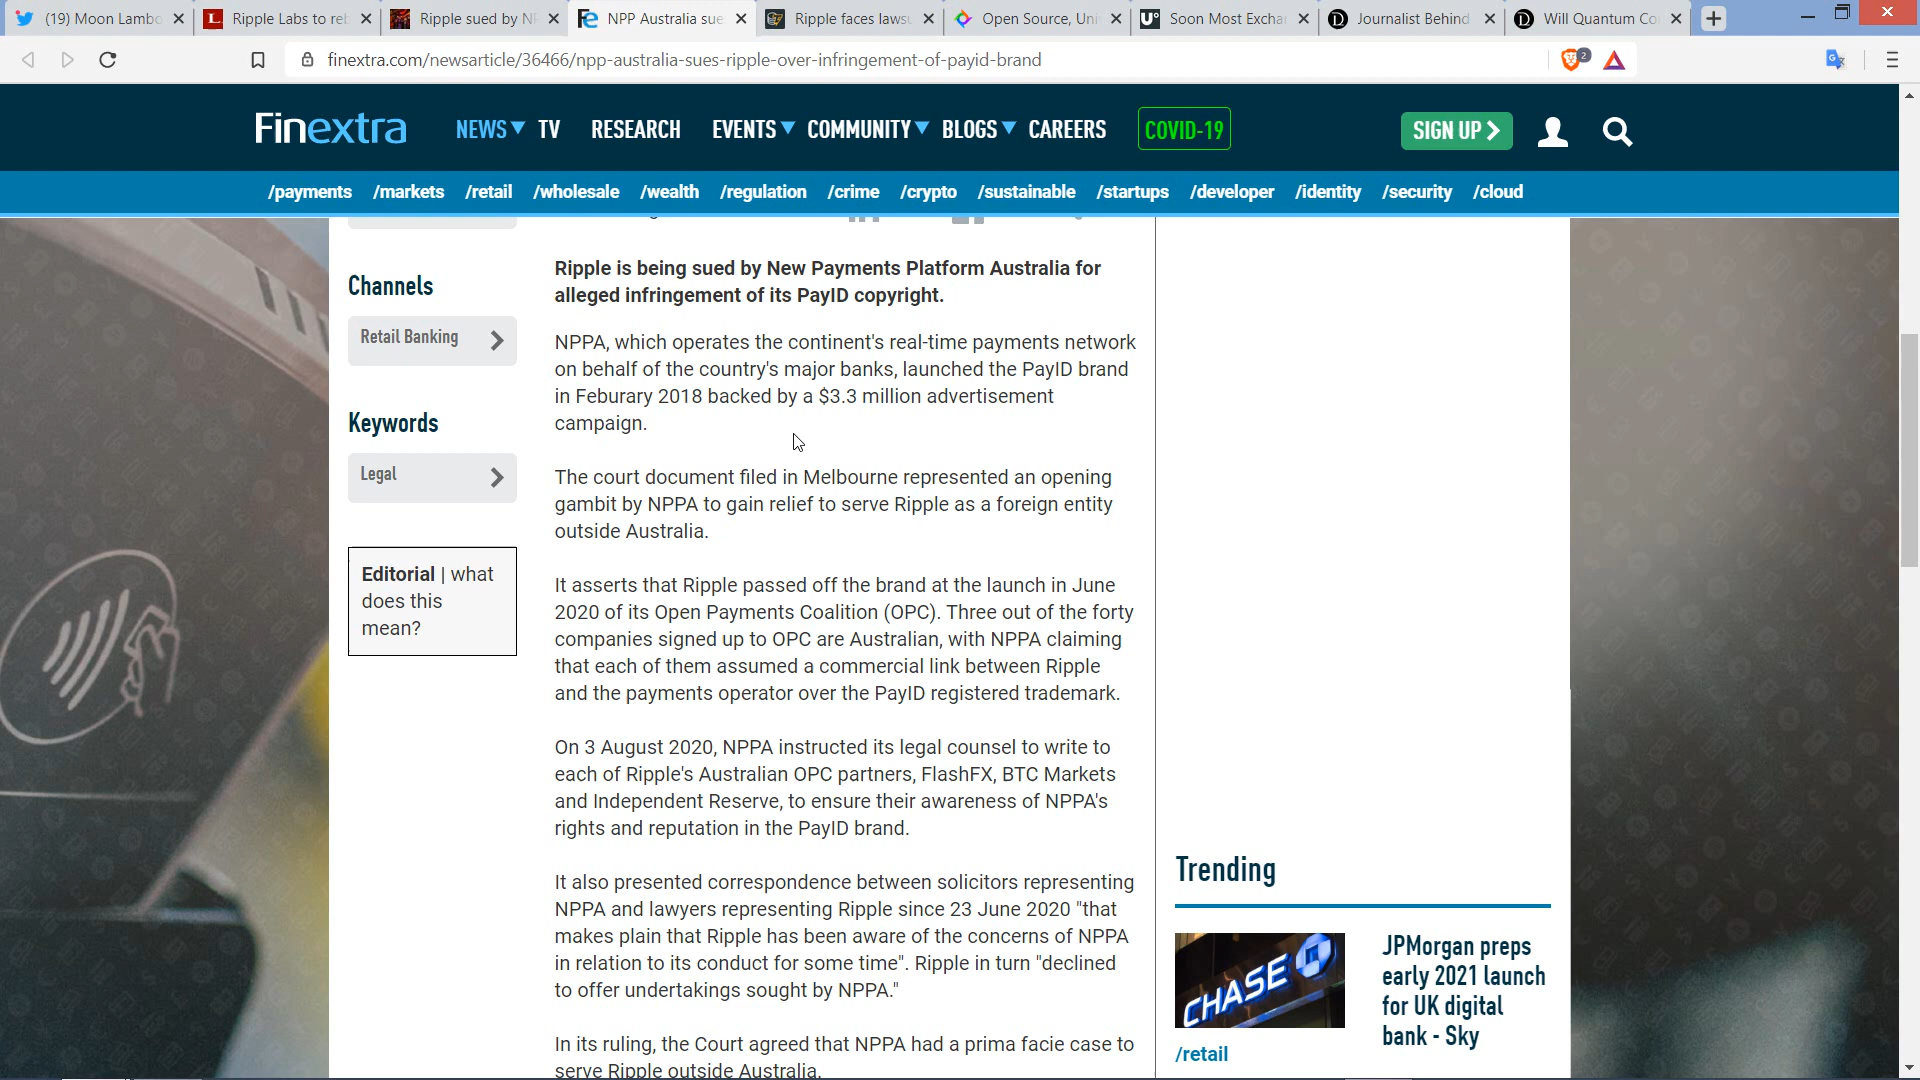 (19) Moon Lambo
Ripple Labs to reb
Ripple sued by NP
NPP Australia sue
Ripple faces lawsu
Open Source, Uni
Soon Most Exchan
Journalist Behind
Will Quantum Co
finextra.com/newsarticle/36466/npp-australia-sues-ripple-over-infringement-of-payid-brand
2
Finextra
NEWS TV RESEARCH EVENTS COMMUNITY BLOGS CAREERS COVID-19 SIGN UP
/payments /markets /retail /wholesale /wealth /regulation /crime /crypto /sustainable /startups /developer /identity /security /cloud
Channels
Retail Banking
Keywords
Legal
Editorial | what
does this
mean?
Ripple is being sued by New Payments Platform Australia for
alleged infringement of its PayID copyright.
NPPA, which operates the continent's real-time payments network
on behalf of the country's major banks, launched the PayID brand
in Feburary 2018 backed by a $3.3 million advertisement
campaign.
The court document filed in Melbourne represented an opening
gambit by NPPA to gain relief to serve Ripple as a foreign entity
outside Australia.
It asserts that Ripple passed off the brand at the launch in June
2020 of its Open Payments Coalition (OPC). Three out of the forty
companies signed up to OPC are Australian, with NPPA claiming
that each of them assumed a commercial link between Ripple
and the payments operator over the PayID registered trademark.
On 3 August 2020, NPPA instructed its legal counsel to write to
each of Ripple's Australian OPC partners, FlashFX, BTC Markets
and Independent Reserve, to ensure their awareness of NPPA's
rights and reputation in the PayID brand.
It also presented correspondence between solicitors representing
NPPA and lawyers representing Ripple since 23 June 2020 "that
makes plain that Ripple has been aware of the concerns of NPPA
in relation to its conduct for some time". Ripple in turn "declined
to offer undertakings sought by NPPA."
In its ruling, the Court agreed that NPPA had a prima facie case to
serve Ripple outside Australia.
Trending
CHASE
JPMorgan preps
early 2021 launch
for UK digital
bank - Sky
/retail